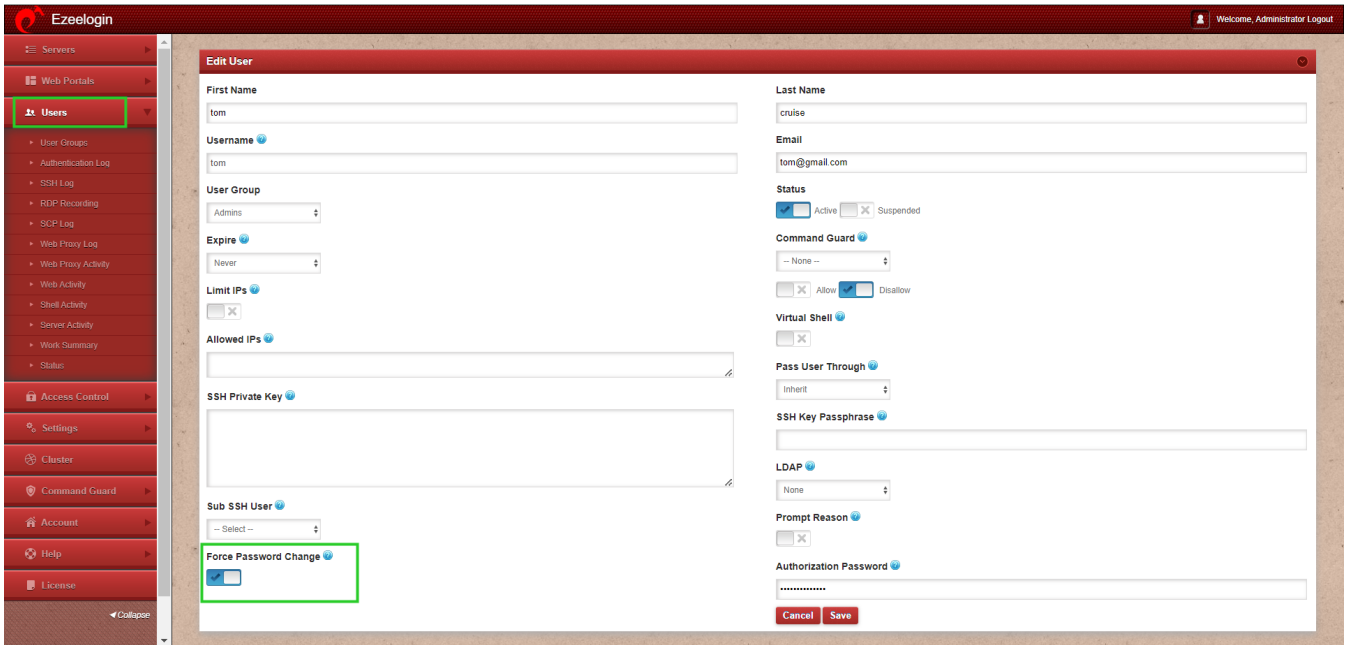 Ezeelogin
Welcome, Administrator Logout
Servers
Web Portals
Users
User Groups
Authentication Log
SSH Log
RDP Recording
SCP Log
Web Proxy Log
Web Proxy Activity
Web Activity
Shell Activity
Server Activity
Work Summary
Status
Access Control
Settings
Cluster
Command Guard
Account
Help
License
Collapse
Edit User
First Name
tom
Username
tom
User Group
Admins
Expire
Never
Limit IPs
Allowed IPs
SSH Private Key
Sub SSH User
-- Select --
Force Password Change
Last Name
cruise
Email
tom@gmail.com
Status
Active Suspended
Command Guard
-- None --
Allow Disallow
Virtual Shell
Pass User Through
Inherit
SSH Key Passphrase
LDAP
None
Prompt Reason
Authorization Password
••••••••••••••
Cancel Save